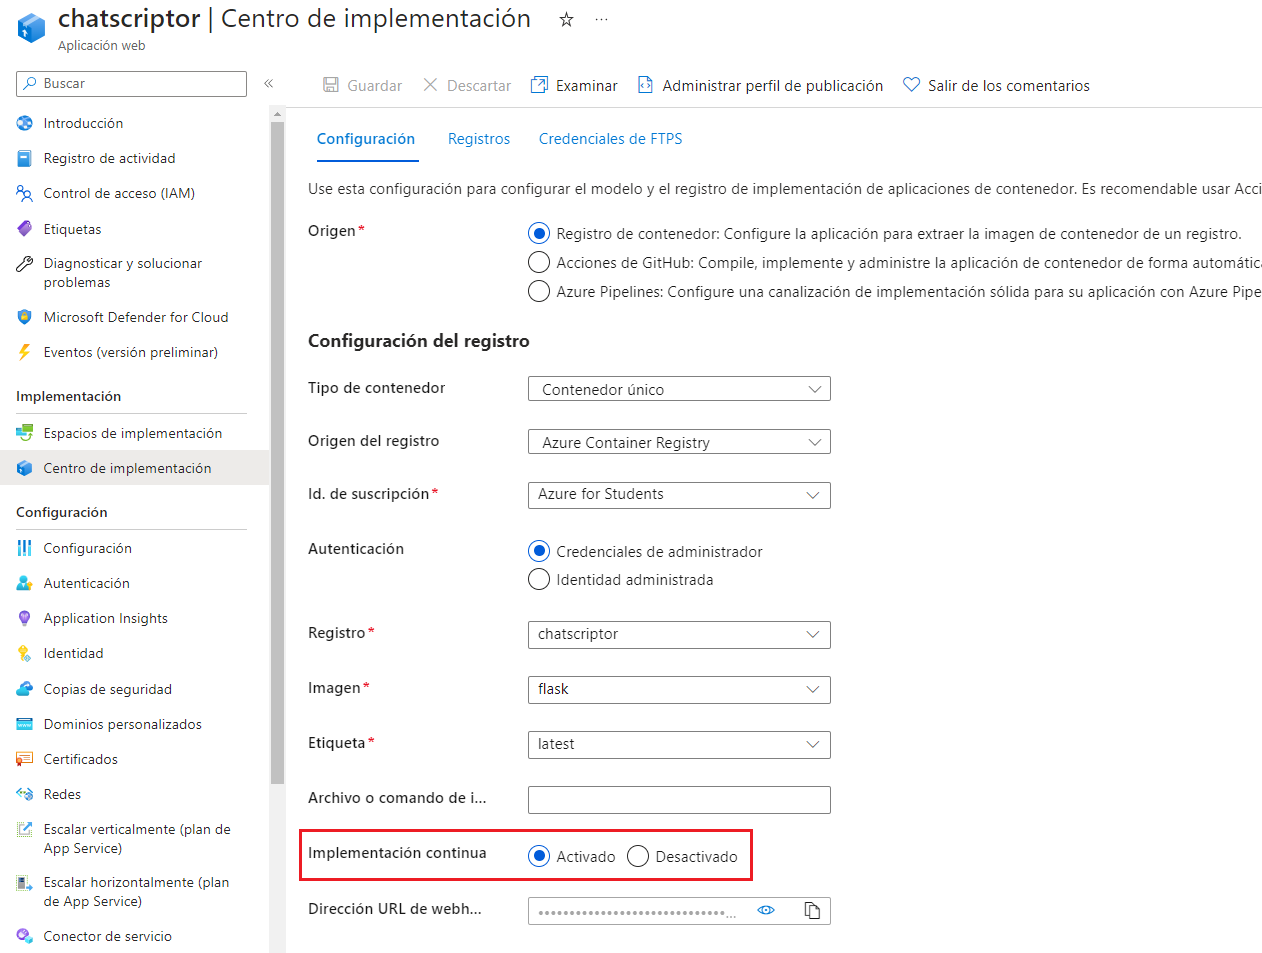 chatscriptor | Centro de implementación
Aplicación web
Buscar
Introducción
Registro de actividad
Control de acceso (IAM)
Etiquetas
Diagnosticar y solucionar
problemas
Microsoft Defender for Cloud
Eventos (versión preliminar)
Implementación
Espacios de implementación
Centro de implementación
Configuración
Configuración
Autenticación
Application Insights
Identidad
Copias de seguridad
Dominios personalizados
Certificados
Redes
Escalar verticalmente (plan de
App Service)
Escalar horizontalmente (plan
de App Service)
Conector de servicio
Guardar Descartar Examinar Administrar perfil de publicación Salir de los comentarios
Configuración Registros Credenciales de FTPS
Use esta configuración para configurar el modelo y el registro de implementación de aplicaciones de contenedor. Es recomendable usar Acci
Origen*
Registro de contenedor: Configure la aplicación para extraer la imagen de contenedor de un registro.
Acciones de GitHub: Compile, implemente y administre la aplicación de contenedor de forma automátic
Azure Pipelines: Configure una canalización de implementación sólida para su aplicación con Azure Pipe
Configuración del registro
Tipo de contenedor Contenedor único
Origen del registro Azure Container Registry
Id. de suscripción* Azure for Students
Autenticación Credenciales de administrador
Identidad administrada
Registro* chatscriptor
Imagen* flask
Etiqueta* latest
Archivo o comando de i...
Implementación continua Activado Desactivado
Dirección URL de webh...